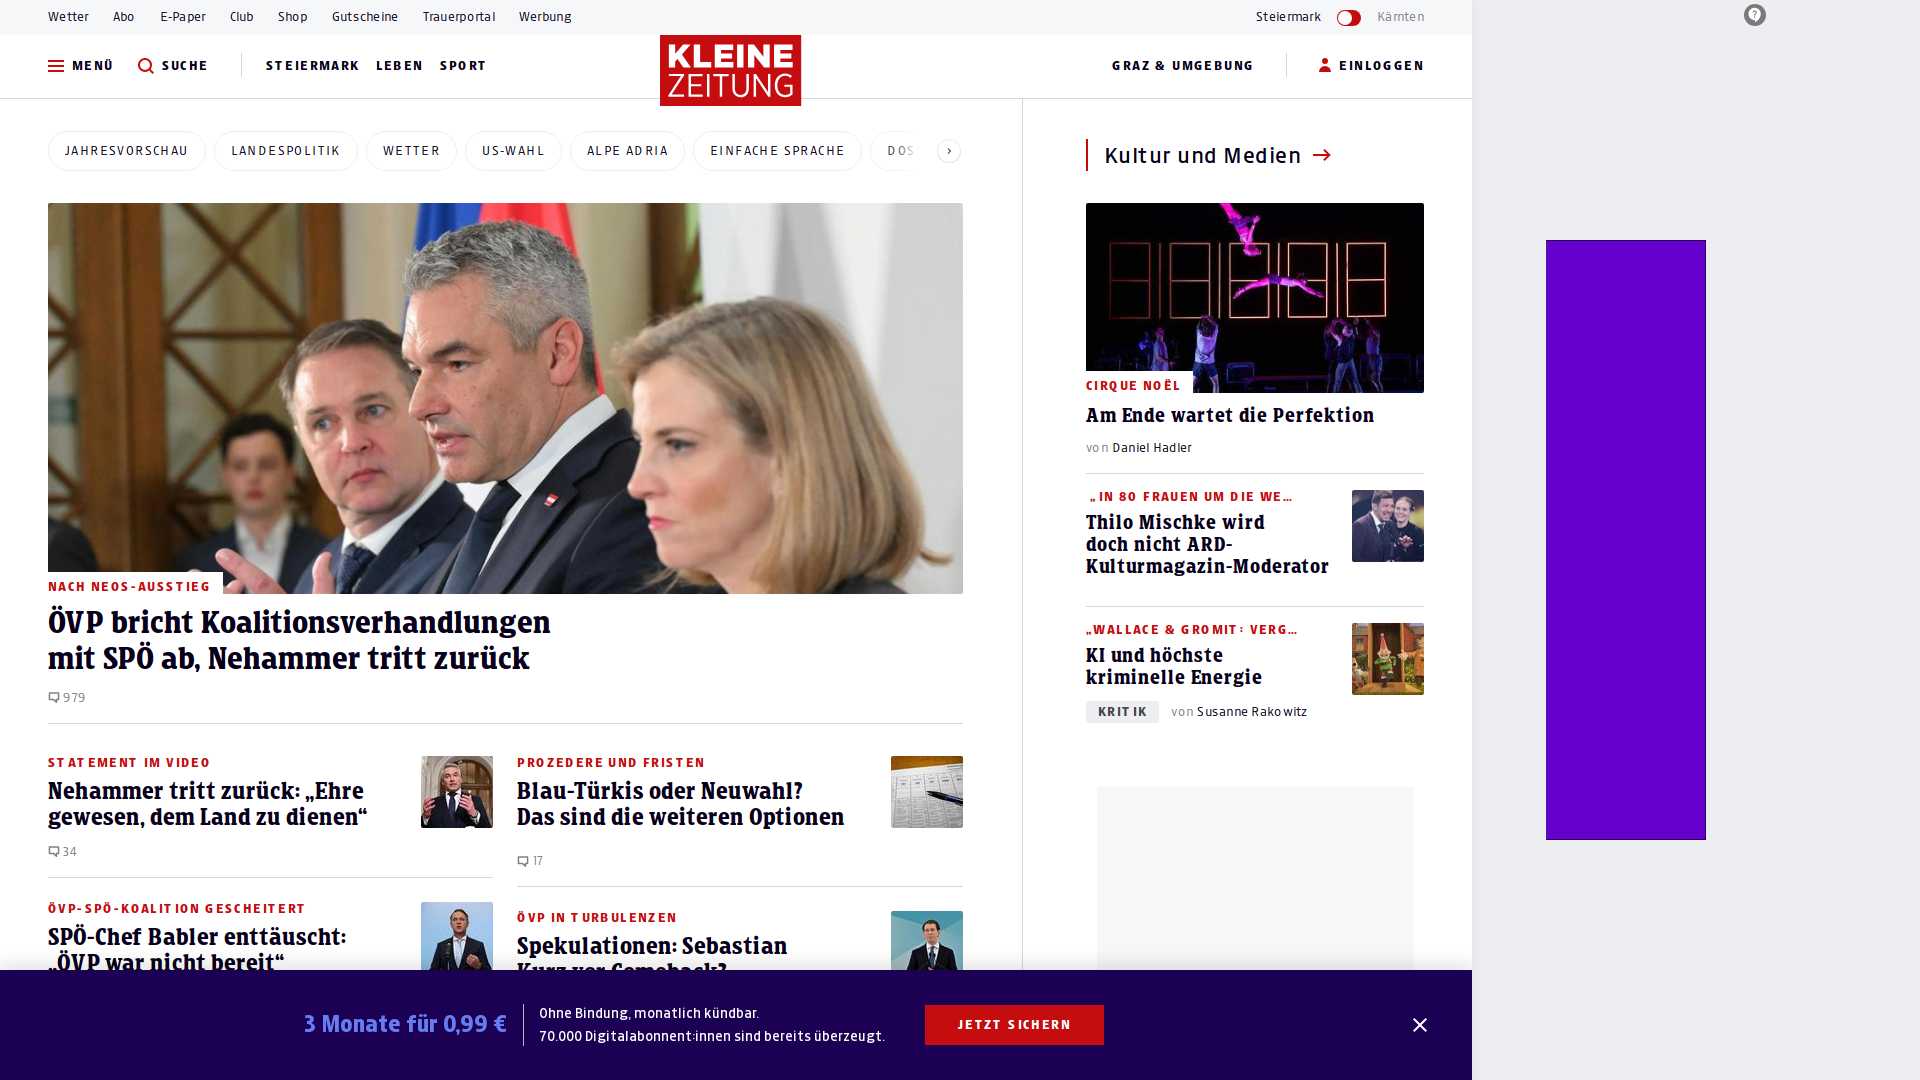 Wetter Abo E-Paper Club Shop Gutscheine Trauerportal Werbung
Steiermark Kärnten
MENÜ SUCHE STEIERMARK LEBEN SPORT
KLEINE
ZEITUNG
GRAZ & UMGEBUNG EINLOGGEN
JAHRESVORSCHAU LANDESPOLITIK WETTER US-WAHL ALPE ADRIA EINFACHE SPRACHE DOS
NACH NEOS-AUSSTIEG
ÖVP bricht Koalitionsverhandlungen
mit SPÖ ab, Nehammer tritt zurück
979
STATEMENT IM VIDEO
Nehammer tritt zurück: „Ehre
gewesen, dem Land zu dienen“
34
PROZEDERE UND FRISTEN
Blau-Türkis oder Neuwahl?
Das sind die weiteren Optionen
17
ÖVP-SPÖ-KOALITION GESCHEITERT
SPÖ-Chef Babler enttäuscht:
„ÖVP war nicht bereit“
ÖVP IN TURBULENZEN
Spekulationen: Sebastian
Kurz vor Comeback?
Kultur und Medien
CIRQUE NOËL
Am Ende wartet die Perfektion
von Daniel Hadler
„IN 80 FRAUEN UM DIE WE…
Thilo Mischke wird
doch nicht ARD-
Kulturmagazin-Moderator
„WALLACE & GROMIT: VERG…
KI und höchste
kriminelle Energie
KRITIK von Susanne Rakowitz
3 Monate für 0,99 €
Ohne Bindung, monatlich kündbar.
70.000 Digitalabonnent:innen sind bereits überzeugt.
JETZT SICHERN